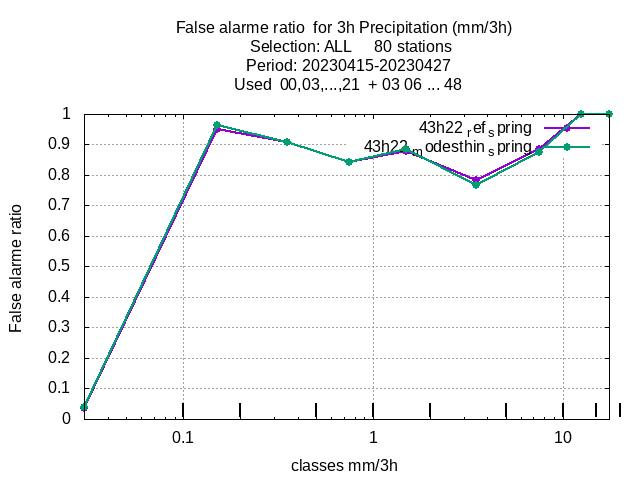 False alarme ratio  for 3h Precipitation (mm/3h)
Selection: ALL     80 stations
Period: 20230415-20230427
Used  00,03,...,21  + 03 06 ... 48
43h22 ref spring
43h22 modesthin spring
1
0.9
0.8
0.7
0.6
0.5
0.4
0.3
0.2
0.1
0
False alarme ratio
0.1 1 10
classes mm/3h